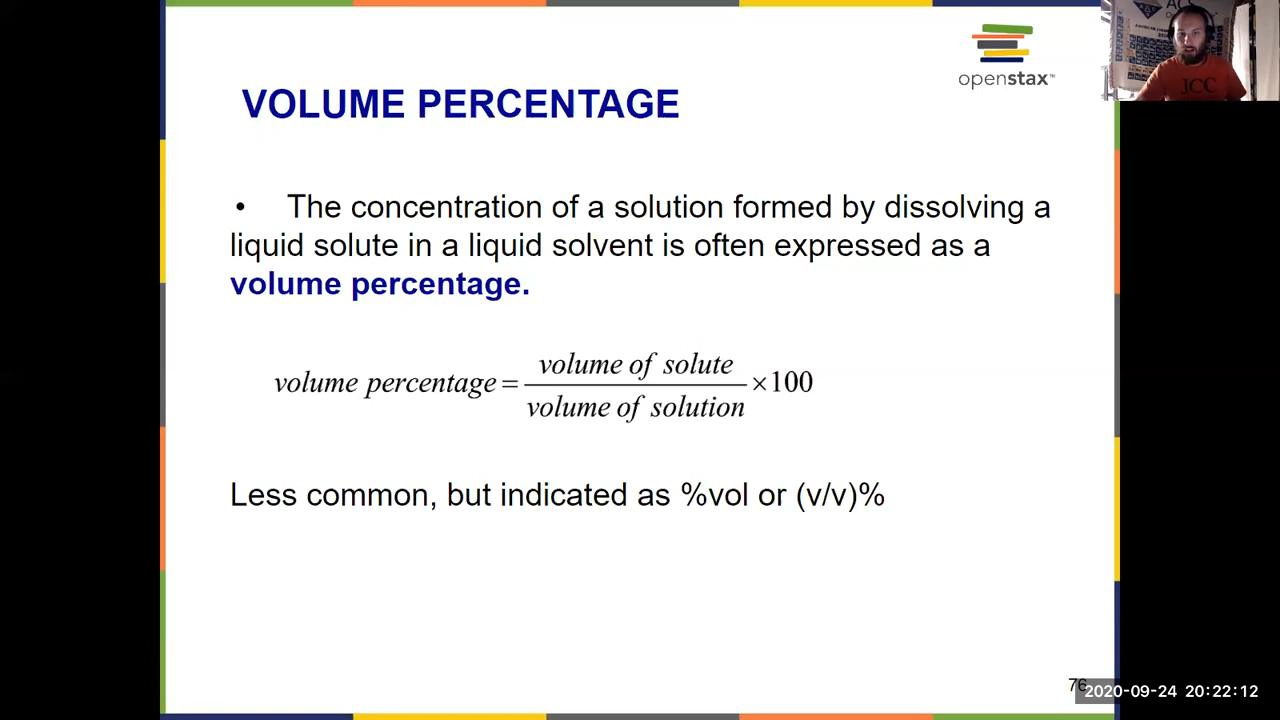 openstax™
VOLUME PERCENTAGE
• The concentration of a solution formed by dissolving a
liquid solute in a liquid solvent is often expressed as a
volume percentage.
volume percentage = volume of solute / volume of solution ×100
Less common, but indicated as %vol or (v/v)%
76
2020-09-24 20:22:12
JCC